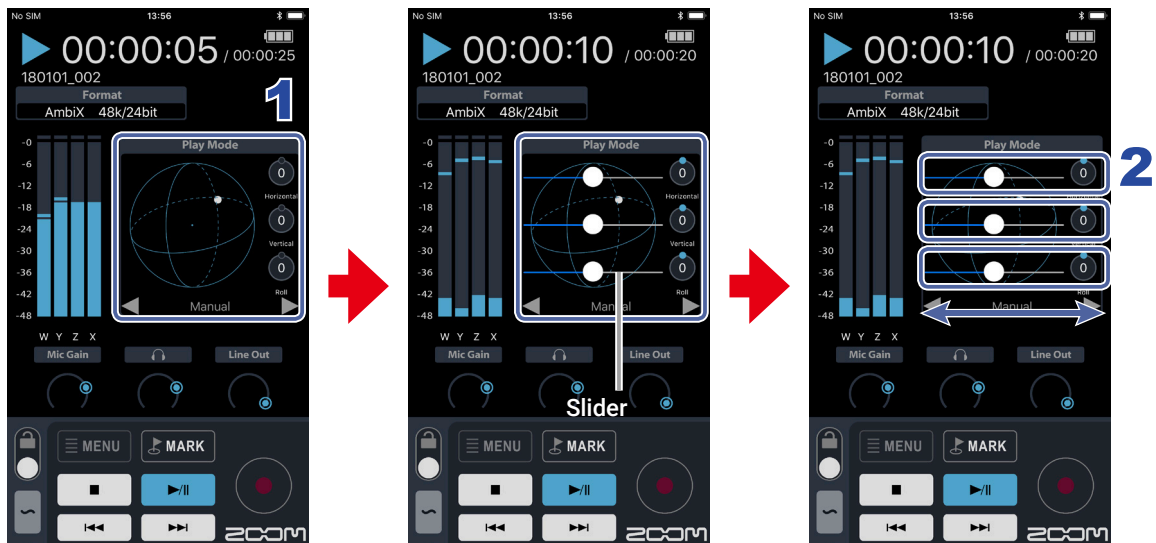 No SIM 13:56
00:00:05 / 00:00:25
180101_002
Format
AmbiX 48k/24bit
1
-0
-6
-12
-18
-24
-30
-36
-42
-48
W Y Z X
Play Mode
0
Horizontal
0
Vertical
0
Roll
Manual
Mic Gain
Line Out
MENU
MARK
ZOOM
No SIM 13:56
00:00:10 / 00:00:20
180101_002
Format
AmbiX 48k/24bit
-0
-6
-12
-18
-24
-30
-36
-42
-48
W Y Z X
Play Mode
0
Horizontal
0
Vertical
0
Roll
Manual
Mic Gain
Line Out
Slider
MENU
MARK
ZOOM
No SIM 13:56
00:00:10 / 00:00:20
180101_002
Format
AmbiX 48k/24bit
-0
-6
-12
-18
-24
-30
-36
-42
-48
W Y Z X
Play Mode
0
2
Horizontal
0
Vertical
0
Roll
Manual
Mic Gain
Line Out
MENU
MARK
ZOOM